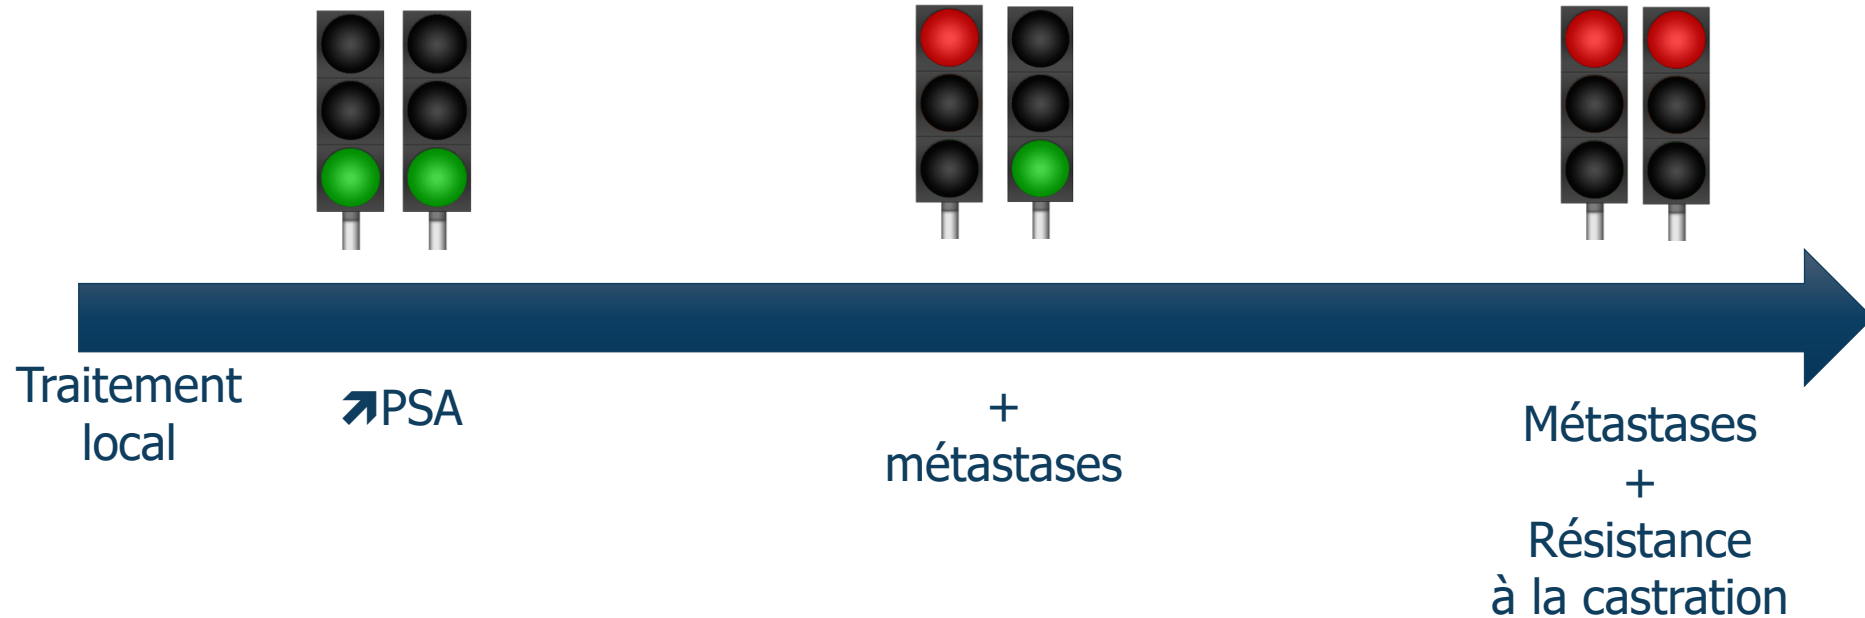 Traitement
local
↗PSA
+
métastases
Métastases
+
Résistance
à la castration